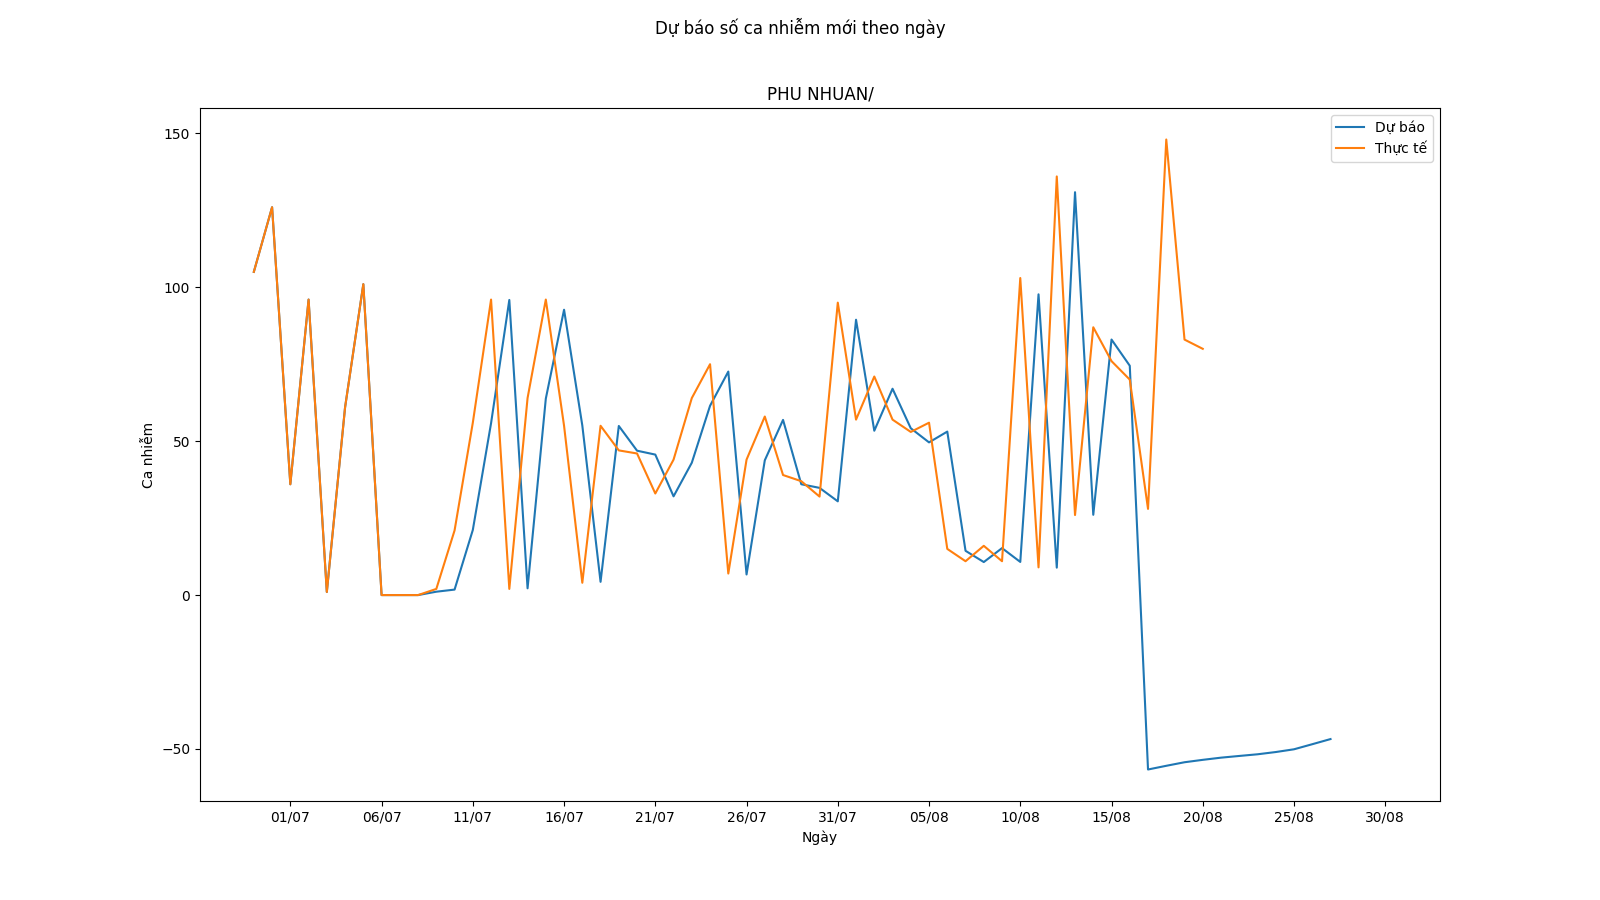 Dự báo số ca nhiễm mới theo ngày
PHU NHUAN/
Dự báo
Thực tế
Ca nhiễm
150
100
50
0
−50
01/07 06/07 11/07 16/07 21/07 26/07 31/07 05/08 10/08 15/08 20/08 25/08 30/08
Ngày